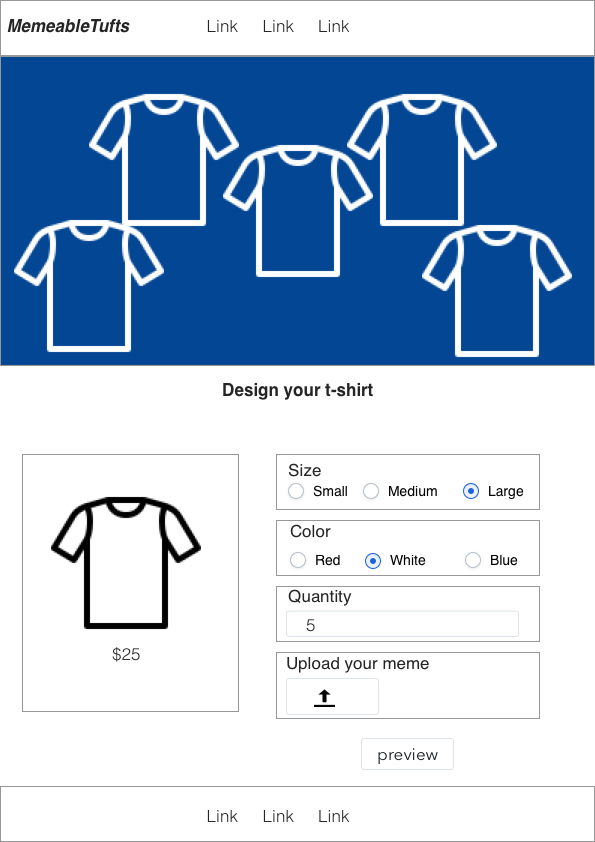 MemeableTufts
Link Link Link
Design your t-shirt
$25
Size
Small Medium Large
Color
Red White Blue
Quantity
5
Upload your meme
preview
Link Link Link